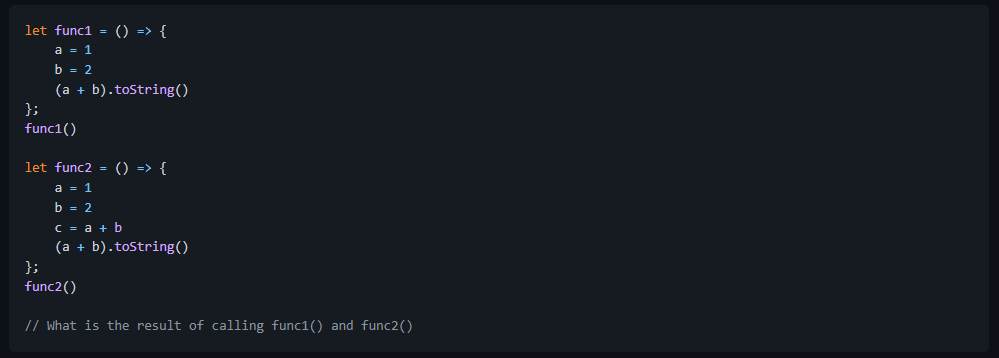 let func1 = () => {
    a = 1
    b = 2
    (a + b).toString()
};
func1()

let func2 = () => {
    a = 1
    b = 2
    c = a + b
    (a + b).toString()
};
func2()

// What is the result of calling func1() and func2()